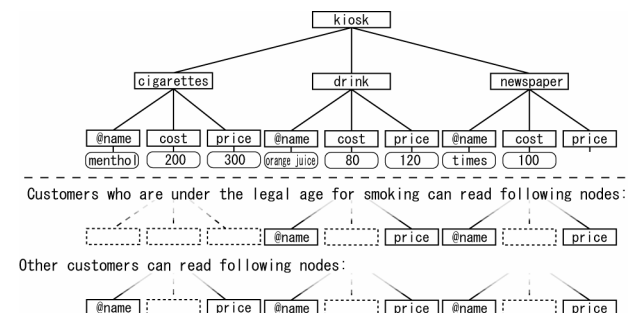 kiosk
cigarettes drink newspaper
@name cost price @name cost price @name cost price
menthol 200 300 orange juice 80 120 times 100
Customers who are under the legal age for smoking can read following nodes:
@name price @name price
Other customers can read following nodes:
@name price @name price @name price